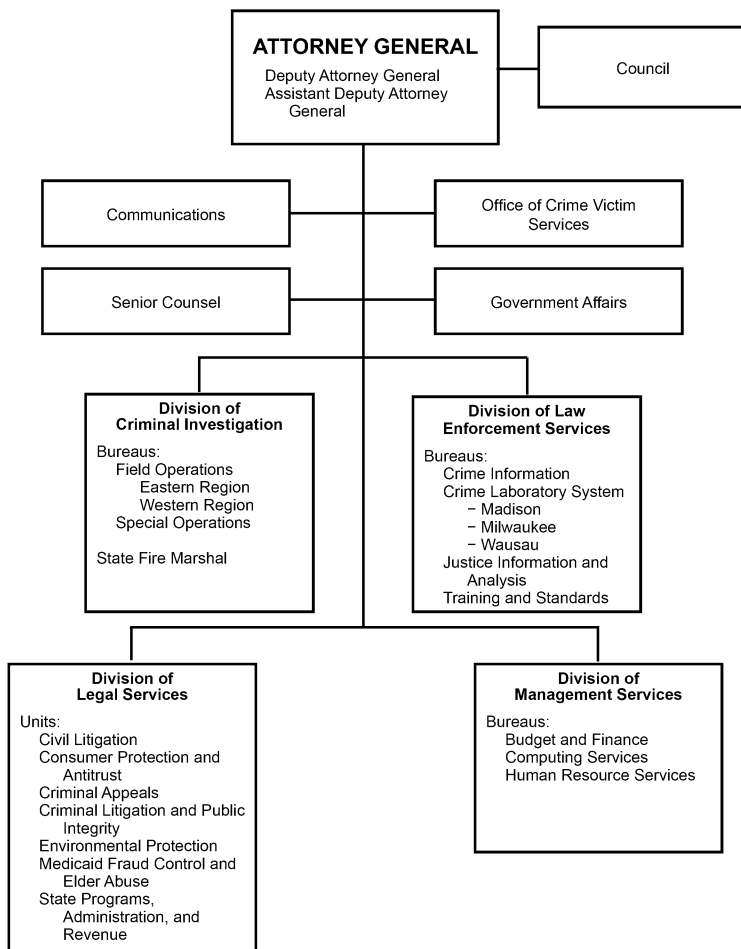 ATTORNEY GENERAL
Deputy Attorney General
Assistant Deputy Attorney
General
Council
Communications
Office of Crime Victim
Services
Senior Counsel
Government Affairs
Division of
Criminal Investigation
Bureaus:
Field Operations
Eastern Region
Western Region
Special Operations
State Fire Marshal
Division of Law
Enforcement Services
Bureaus:
Crime Information
Crime Laboratory System
− Madison
− Milwaukee
− Wausau
Justice Information and
Analysis
Training and Standards
Division of
Legal Services
Units:
Civil Litigation
Consumer Protection and
Antitrust
Criminal Appeals
Criminal Litigation and Public
Integrity
Environmental Protection
Medicaid Fraud Control and
Elder Abuse
State Programs,
Administration, and
Revenue
Division of
Management Services
Bureaus:
Budget and Finance
Computing Services
Human Resource Services